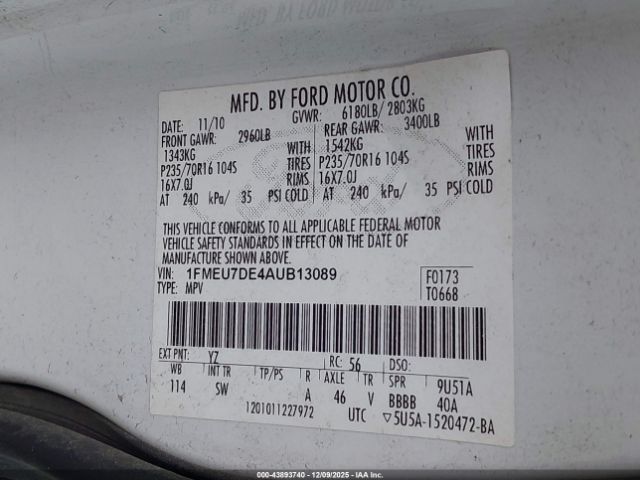 MFD. BY FORD MOTOR CO.
DATE: 11/10 GVWR: 6180LB/ 2803KG
FRONT GAWR: 2960LB REAR GAWR: 3400LB
1343KG WITH 1542KG WITH
P235/70R16 104S TIRES P235/70R16 104S TIRES
16X7.0J RIMS 16X7.0J RIMS
AT 240 kPa/ 35 PSI COLD AT 240 kPa/ 35 PSI COLD
THIS VEHICLE CONFORMS TO ALL APPLICABLE FEDERAL MOTOR
VEHICLE SAFETY STANDARDS IN EFFECT ON THE DATE OF
MANUFACTURE SHOWN ABOVE.
VIN: 1FMEU7DE4AUB13089 F0173
TYPE: MPV T0668
EXT PNT: YZ RC: 56 DSO:
WB INT TR TP/PS R AXLE TR SPR 9U51A
114 SW A 46 V BBBB 40A
1201011227972 UTC ▽5U5A-1520472-BA
000-43893740 - 12/09/2025 - IAAI.com